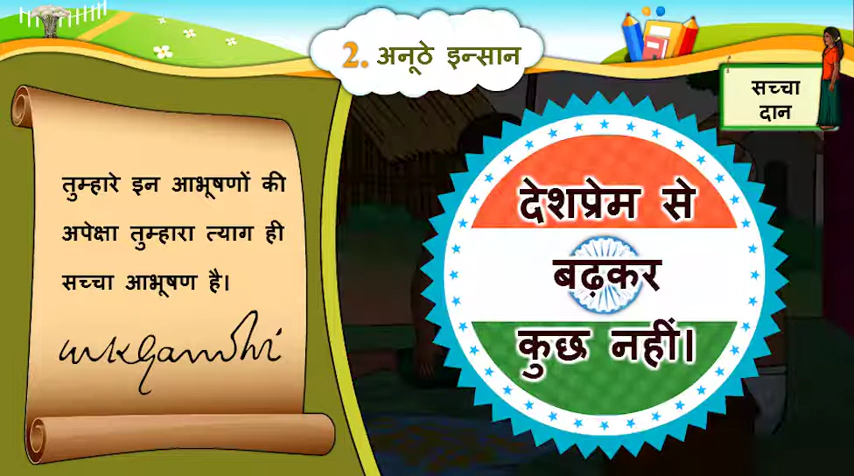 2. अनूठे इन्सान
सच्चा
दान
तुम्हारे इन आभूषणों की
अपेक्षा तुम्हारा त्याग ही
सच्चा आभूषण है।
mkgandhi
देशप्रेम से
बढ़कर
कुछ नहीं।